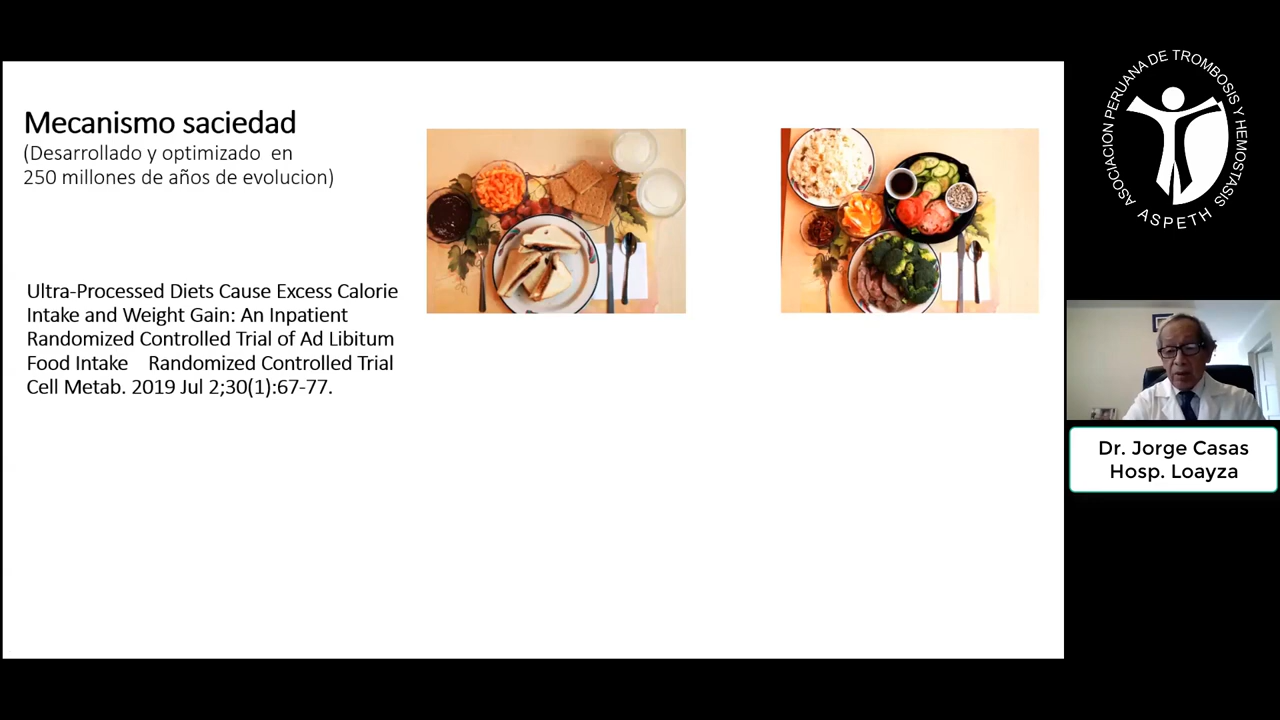 Mecanismo saciedad
(Desarrollado y optimizado en
250 millones de años de evolucion)
Ultra-Processed Diets Cause Excess Calorie
Intake and Weight Gain: An Inpatient
Randomized Controlled Trial of Ad Libitum
Food Intake Randomized Controlled Trial
Cell Metab. 2019 Jul 2;30(1):67-77.
ASOCIACION PERUANA DE TROMBOSIS Y HEMOSTASIS
ASPETH
Dr. Jorge Casas
Hosp. Loayza